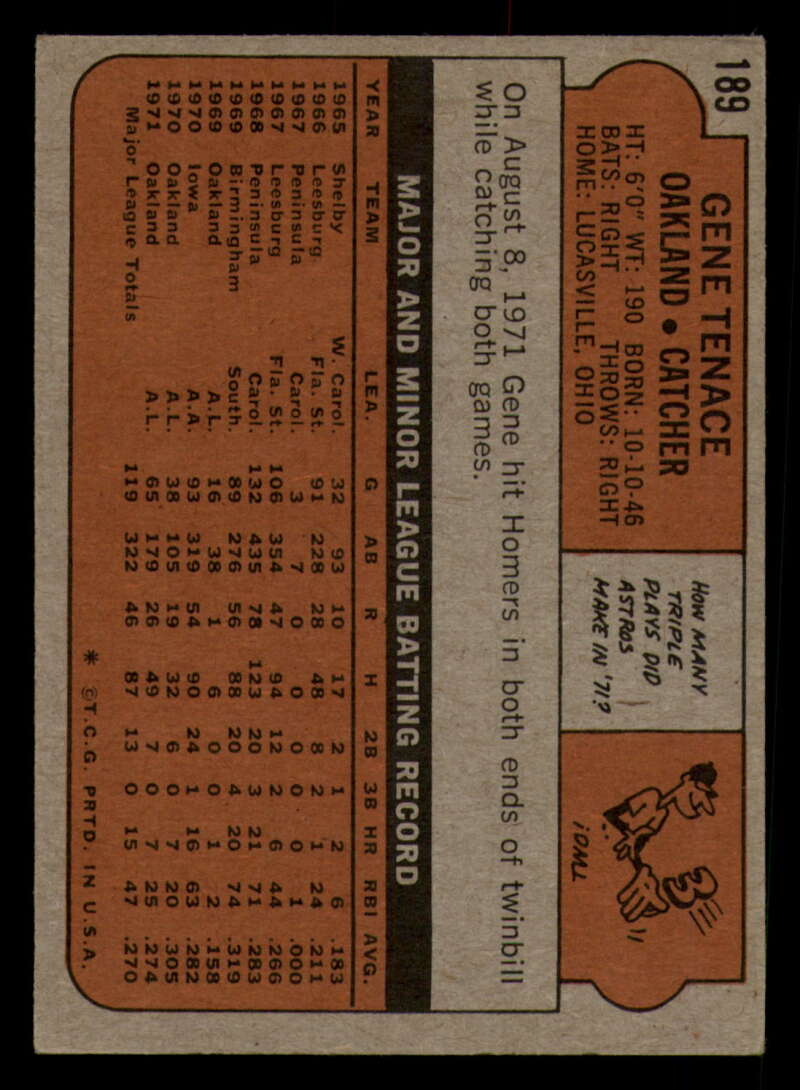 189
GENE TENACE
OAKLAND • CATCHER
HT: 6'0" WT: 190 BORN: 10-10-46
BATS: RIGHT THROWS: RIGHT
HOME: LUCASVILLE, OHIO
HOW MANY
TRIPLE
PLAYS DID
ASTROS
MAKE IN '71?
TWO!
On August 8, 1971 Gene hit Homers in both ends of twinbill
while catching both games.
MAJOR AND MINOR LEAGUE BATTING RECORD
YEAR TEAM LEA. G AB R H 2B 3B HR RBI AVG.
1965 Shelby W. Carol. 32 93 10 17 2 1 2 6 .183
1966 Leesburg Fla. St. 91 228 28 48 8 2 1 24 .211
1967 Peninsula Carol. 3 7 0 0 0 0 0 1 .000
1967 Leesburg Fla. St. 106 354 47 94 12 2 6 44 .266
1968 Peninsula Carol. 132 435 78 123 20 3 21 71 .283
1969 Birmingham South. 89 276 56 88 20 4 20 74 .319
1969 Oakland A.L. 16 38 1 6 0 0 1 2 .158
1970 Iowa A.A. 93 319 54 90 24 1 16 63 .282
1970 Oakland A.L. 38 105 19 32 6 0 7 20 .305
1971 Oakland A.L. 65 179 26 49 7 0 7 25 .274
Major League Totals 119 322 46 87 13 0 15 47 .270
* ©T.C.G. PRTD. IN U.S.A.